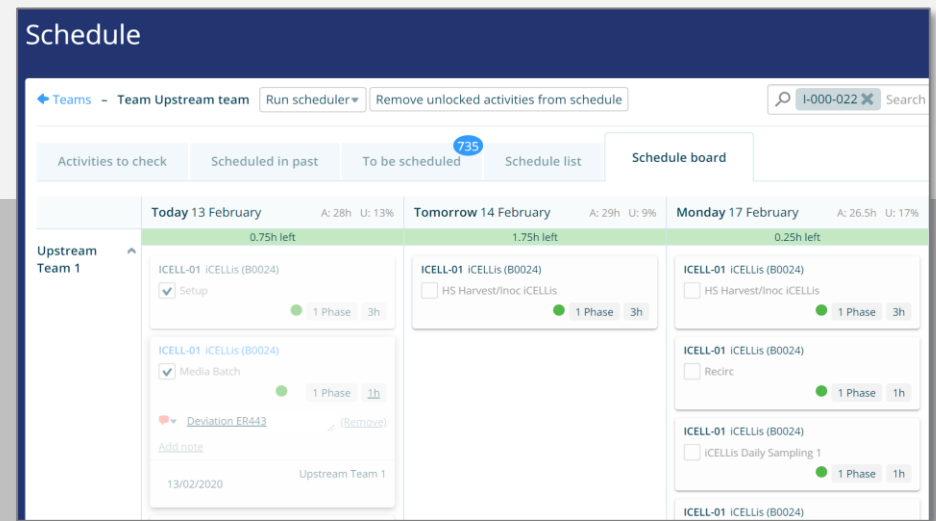 Schedule
Teams – Team Upstream team Run scheduler Remove unlocked activities from schedule I-000-022 Search
Activities to check Scheduled in past To be scheduled 735 Schedule list Schedule board
Today 13 February A: 28h U: 13% Tomorrow 14 February A: 29h U: 9% Monday 17 February A: 26.5h U: 17%
0.75h left 1.75h left 0.25h left
Upstream Team 1
ICELL-01 iCELLis (B0024)
Setup
1 Phase 3h
ICELL-01 iCELLis (B0024)
Media Batch
1 Phase 1h
Deviation ER443 (Remove)
Add note
Upstream Team 1
13/02/2020
ICELL-01 iCELLis (B0024)
HS Harvest/Inoc iCELLis
1 Phase 3h
ICELL-01 iCELLis (B0024)
HS Harvest/Inoc iCELLis
1 Phase 3h
ICELL-01 iCELLis (B0024)
Recirc
1 Phase 1h
ICELL-01 iCELLis (B0024)
iCELLis Daily Sampling 1
1 Phase 1h
ICELL-01 iCELLis (B0024)